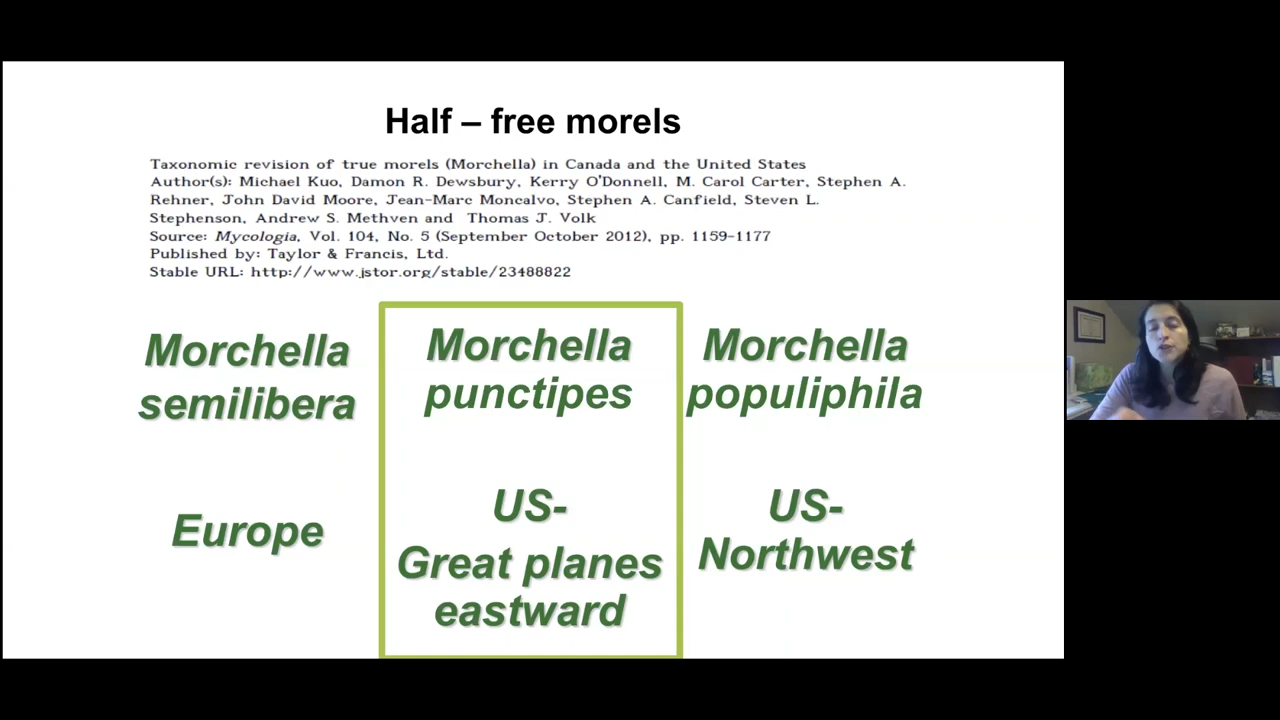 Half – free morels
Taxonomic revision of true morels (Morchella) in Canada and the United States
Author(s): Michael Kuo, Damon R. Dewsbury, Kerry O'Donnell, M. Carol Carter, Stephen A.
Rehner, John David Moore, Jean-Marc Moncalvo, Stephen A. Canfield, Steven L.
Stephenson, Andrew S. Methven and Thomas J. Volk
Source: Mycologia, Vol. 104, No. 5 (September October 2012), pp. 1159-1177
Published by: Taylor & Francis, Ltd.
Stable URL: http://www.jstor.org/stable/23488822
Morchella
semilibera
Europe
Morchella
punctipes
US-
Great planes
eastward
Morchella
populiphila
US-
Northwest